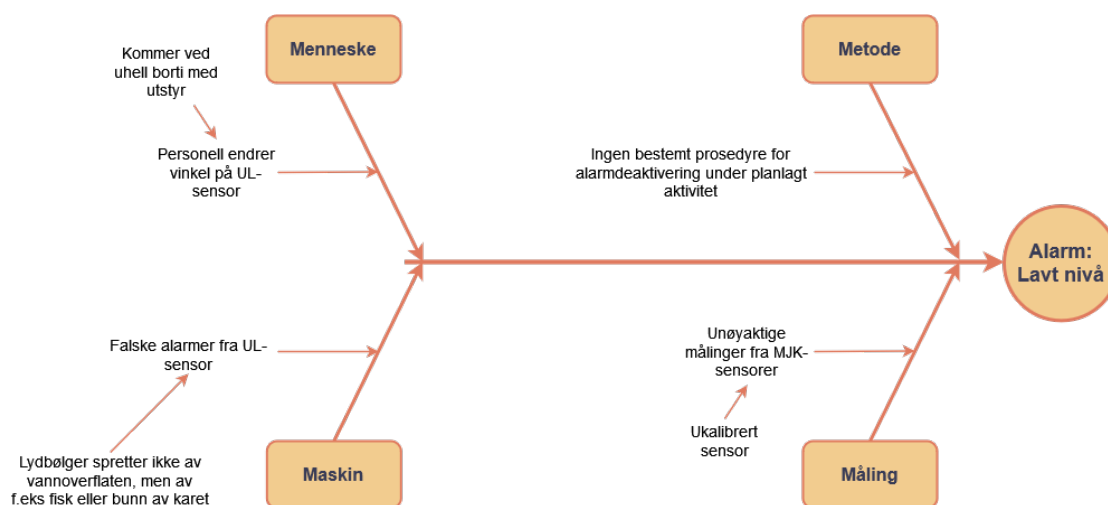 Menneske
Metode
Kommer ved
uhell borti med
utstyr
Personell endrer
vinkel på UL-
sensor
Ingen bestemt prosedyre for
alarmdeaktivering under planlagt
aktivitet
Alarm:
Lavt nivå
Falske alarmer fra UL-
sensor
Unøyaktige
målinger fra MJK-
sensorer
Lydbølger spretter ikke av
vannoverflaten, men av
f.eks fisk eller bunn av karet
Ukalibrert
sensor
Maskin
Måling